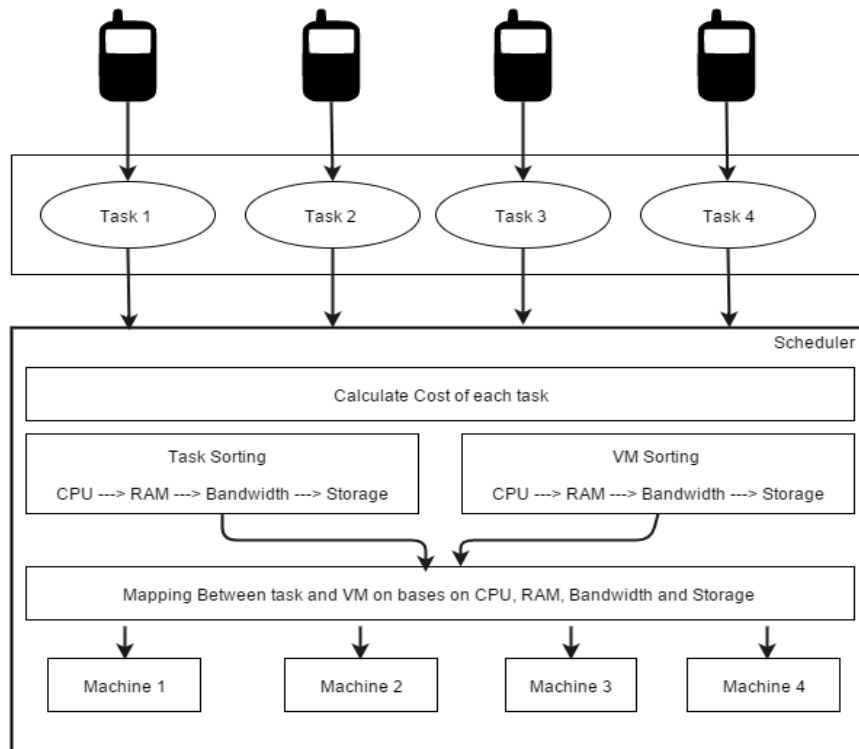 Task 1
Task 2
Task 3
Task 4
Scheduler
Calculate Cost of each task
Task Sorting
CPU ---> RAM ---> Bandwidth ---> Storage
VM Sorting
CPU ---> RAM ---> Bandwidth ---> Storage
Mapping Between task and VM on bases on CPU, RAM, Bandwidth and Storage
Machine 1
Machine 2
Machine 3
Machine 4